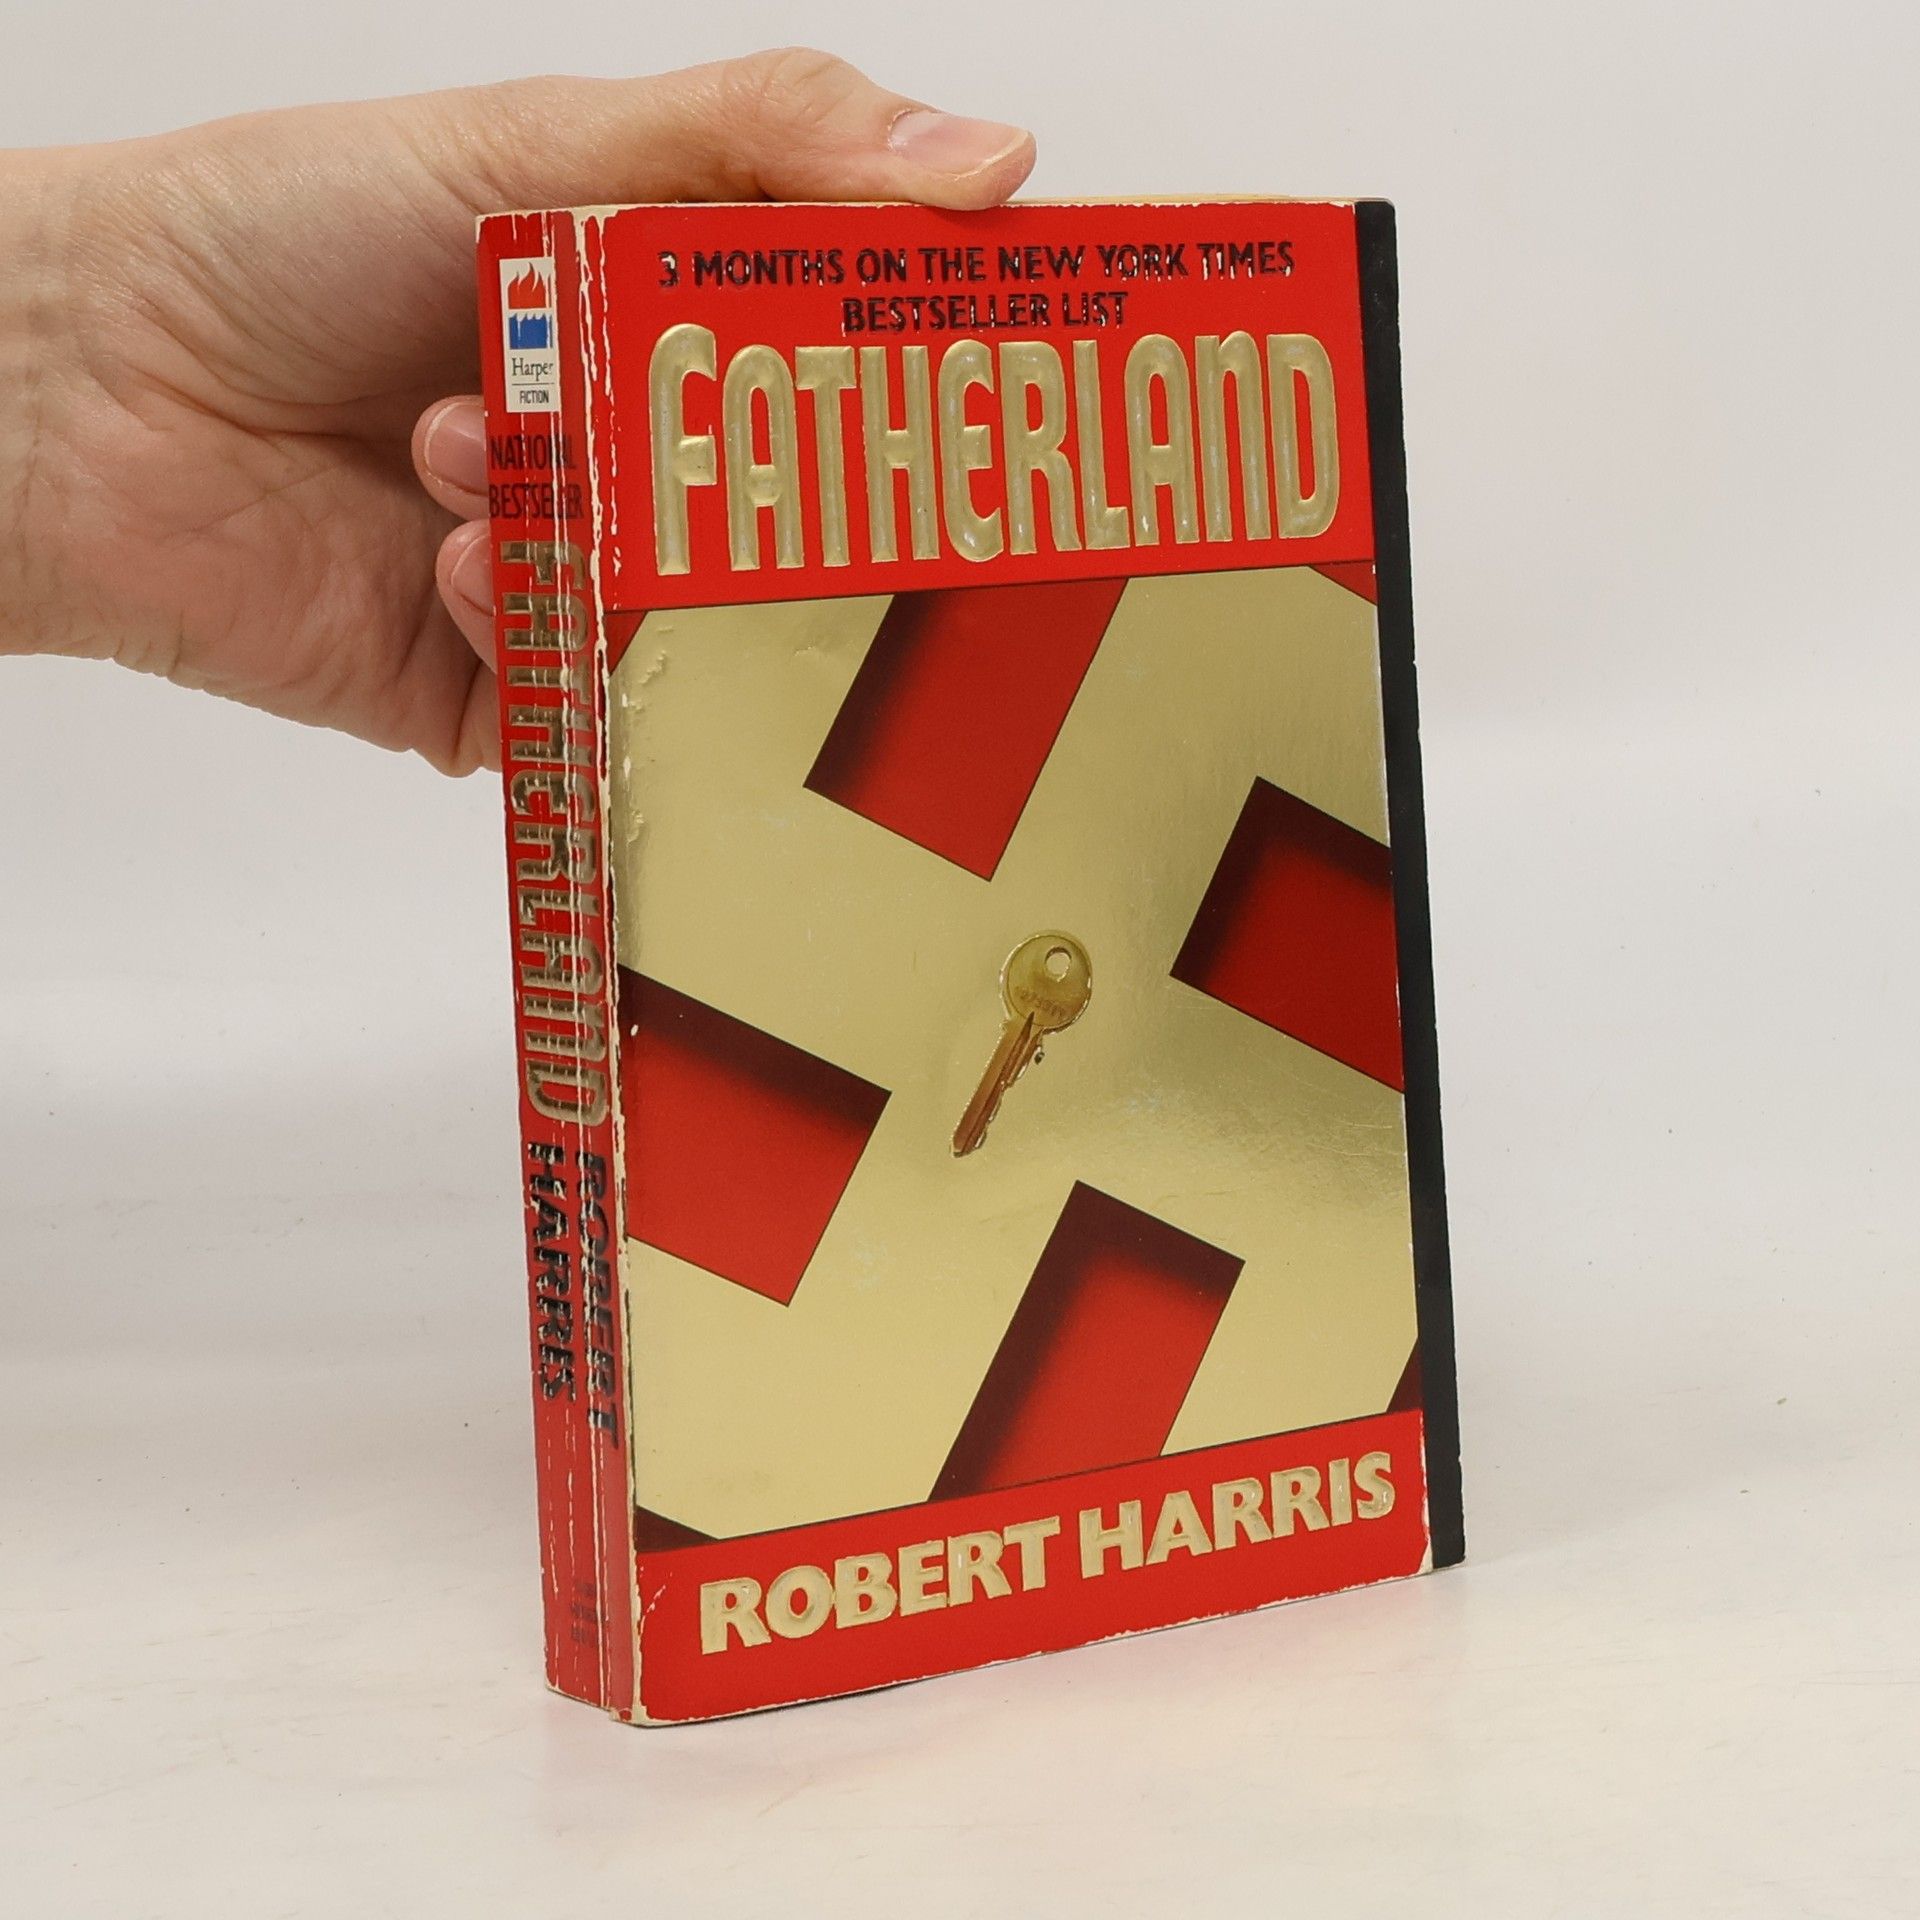 3 MONTHS ON THE NEW YORK TIMES
BESTSELLER LIST
FATHERLAND
ROBERT HARRIS
Harper
FICTION
NATIONAL
BESTSELLER
FATHERLAND
ROBERT
HARRIS